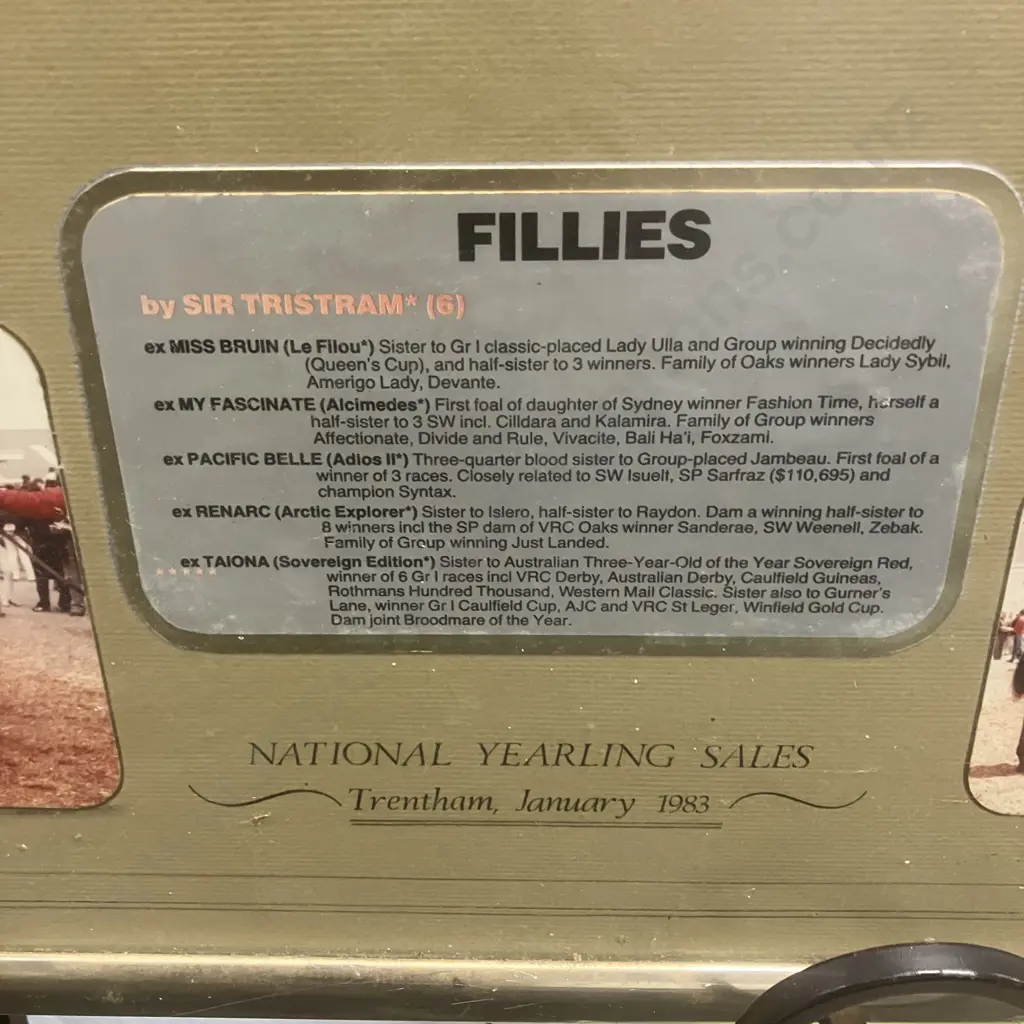 FILLIES
by SIR TRISTRAM* (6)
ex MISS BRUIN (Le Filou*) Sister to Gr I classic-placed Lady Ulla and Group winning Decidedly
(Queen's Cup), and half-sister to 3 winners. Family of Oaks winners Lady Sybil,
Amerigo Lady, Devante.
ex MY FASCINATE (Alcimedes*) First foal of daughter of Sydney winner Fashion Time, herself a
half-sister to 3 SW incl. Cilldara and Kalamira. Family of Group winners
Affectionate, Divide and Rule, Vivacite, Bali Ha'i, Foxzami.
ex PACIFIC BELLE (Adios II*) Three-quarter blood sister to Group-placed Jambeau. First foal of a
winner of 3 races. Closely related to SW Isuelt, SP Sarfraz ($110,695) and
champion Syntax.
ex RENARC (Arctic Explorer*) Sister to Islero, half-sister to Raydon. Dam a winning half-sister to
8 winners incl the SP dam of VRC Oaks winner Sanderae, SW Weenell, Zebak.
Family of Group winning Just Landed.
ex TAIONA (Sovereign Edition*) Sister to Australian Three-Year-Old of the Year Sovereign Red,
***** winner of 6 Gr I races incl VRC Derby, Australian Derby, Caulfield Guineas,
Rothmans Hundred Thousand, Western Mail Classic. Sister also to Gurner's
Lane, winner Gr I Caulfield Cup, AJC and VRC St Leger, Winfield Gold Cup.
Dam joint Broodmare of the Year.
NATIONAL YEARLING SALES
Trentham, January 1983